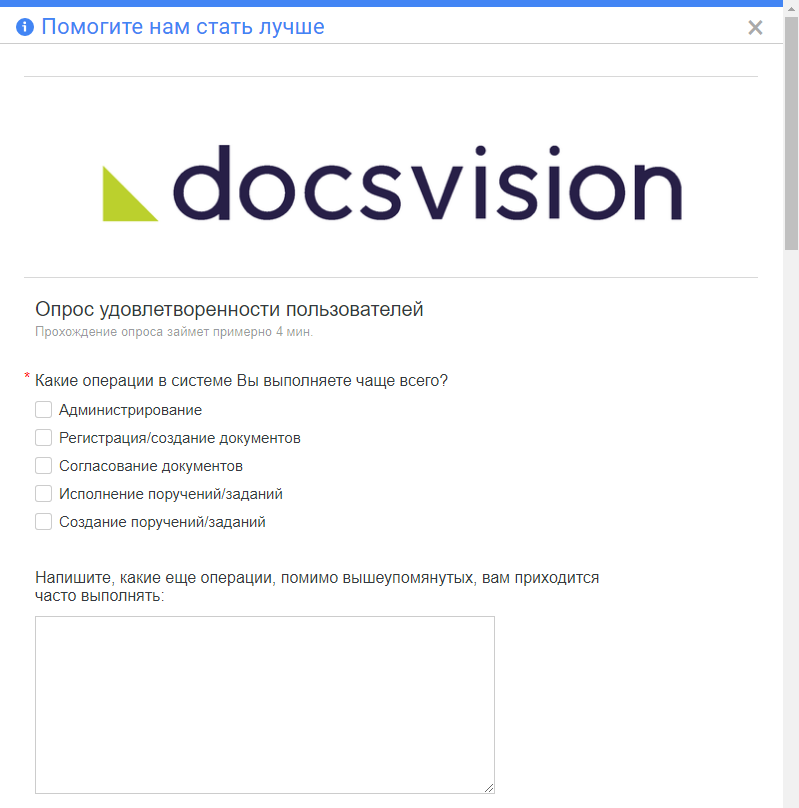 Помогите нам стать лучше
docsvision
Опрос удовлетворенности пользователей
Прохождение опроса займет примерно 4 мин.
* Какие операции в системе Вы выполняете чаще всего?
Администрирование
Регистрация/создание документов
Согласование документов
Исполнение поручений/заданий
Создание поручений/заданий
Напишите, какие еще операции, помимо вышеупомянутых, вам приходится
часто выполнять: